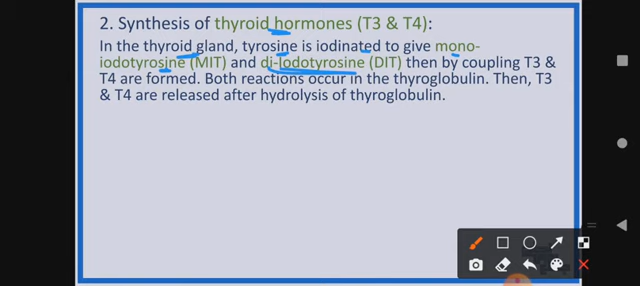 2. Synthesis of thyroid hormones (T3 & T4):
In the thyroid gland, tyrosine is iodinated to give mono-
iodotyrosine (MIT) and di-Iodotyrosine (DIT) then by coupling T3 &
T4 are formed. Both reactions occur in the thyroglobulin. Then, T3
& T4 are released after hydrolysis of thyroglobulin.